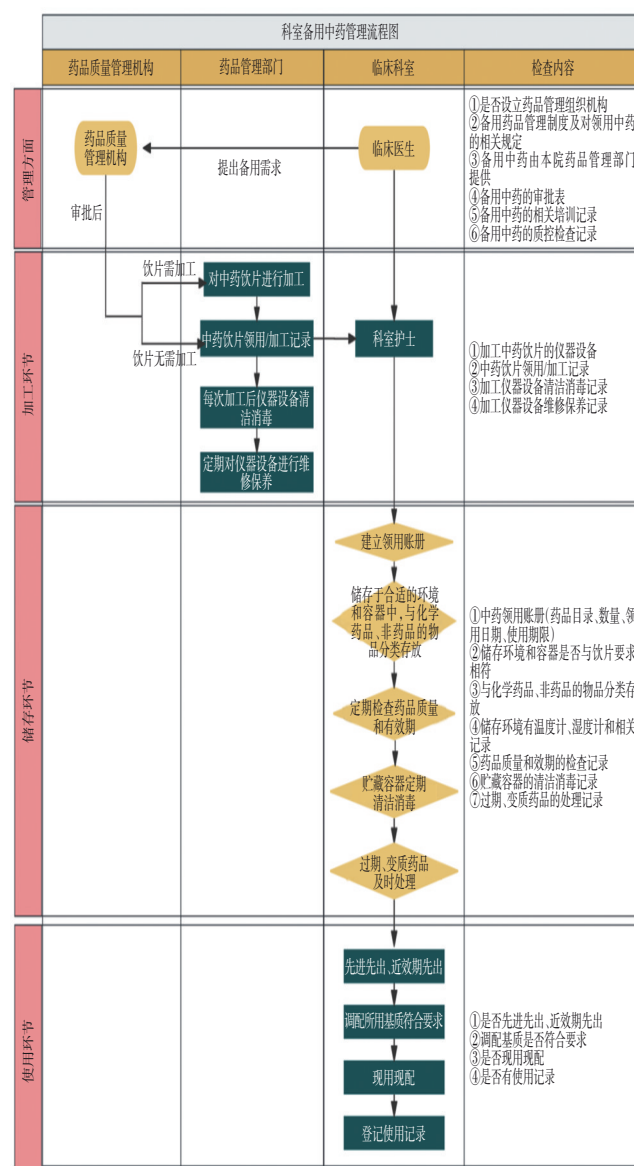 科室备用中药管理流程图
药品质量管理机构
药品管理部门
临床科室
检查内容
管理方面
药品质量
管理机构
提出备用需求
临床医生
审批后
①是否设立药品管理组织机构
②备用药品管理制度及对领用中药
的相关规定
③备用中药由本院药品管理部门
提供
④备用中药的审批表
⑤备用中药的相关培训记录
⑥备用中药的质控检查记录
加工环节
饮片需加工
饮片无需加工
对中药饮片进行加工
中药饮片领用/加工记录
每次加工后仪器设备清
洁消毒
定期对仪器设备进行维
修保养
科室护士
①加工中药饮片的仪器设备
②中药饮片领用/加工记录
③加工仪器设备清洁消毒记录
④加工仪器设备维修保养记录
储存环节
建立领用账册
储存于合适的环境
和容器中,与化学
药品、非药品的物
品分类存放
定期检查药品质量
和有效期
贮藏容器定期
清洁消毒
过期、变质药品
及时处理
①中药领用账册(药品目录、数量、领
用日期、使用期限)
②储存环境和容器是否与饮片要求
相符
③与化学药品、非药品的物品分类存
放
④储存环境有温度计、湿度计和相关
记录
⑤药品质量和效期的检查记录
⑥贮藏容器的清洁消毒记录
⑦过期、变质药品的处理记录
使用环节
先进先出、近效期先出
调配所用基质符合要求
现用现配
登记使用记录
①是否先进先出、近效期先出
②调配基质是否符合要求
③是否现用现配
④是否有使用记录